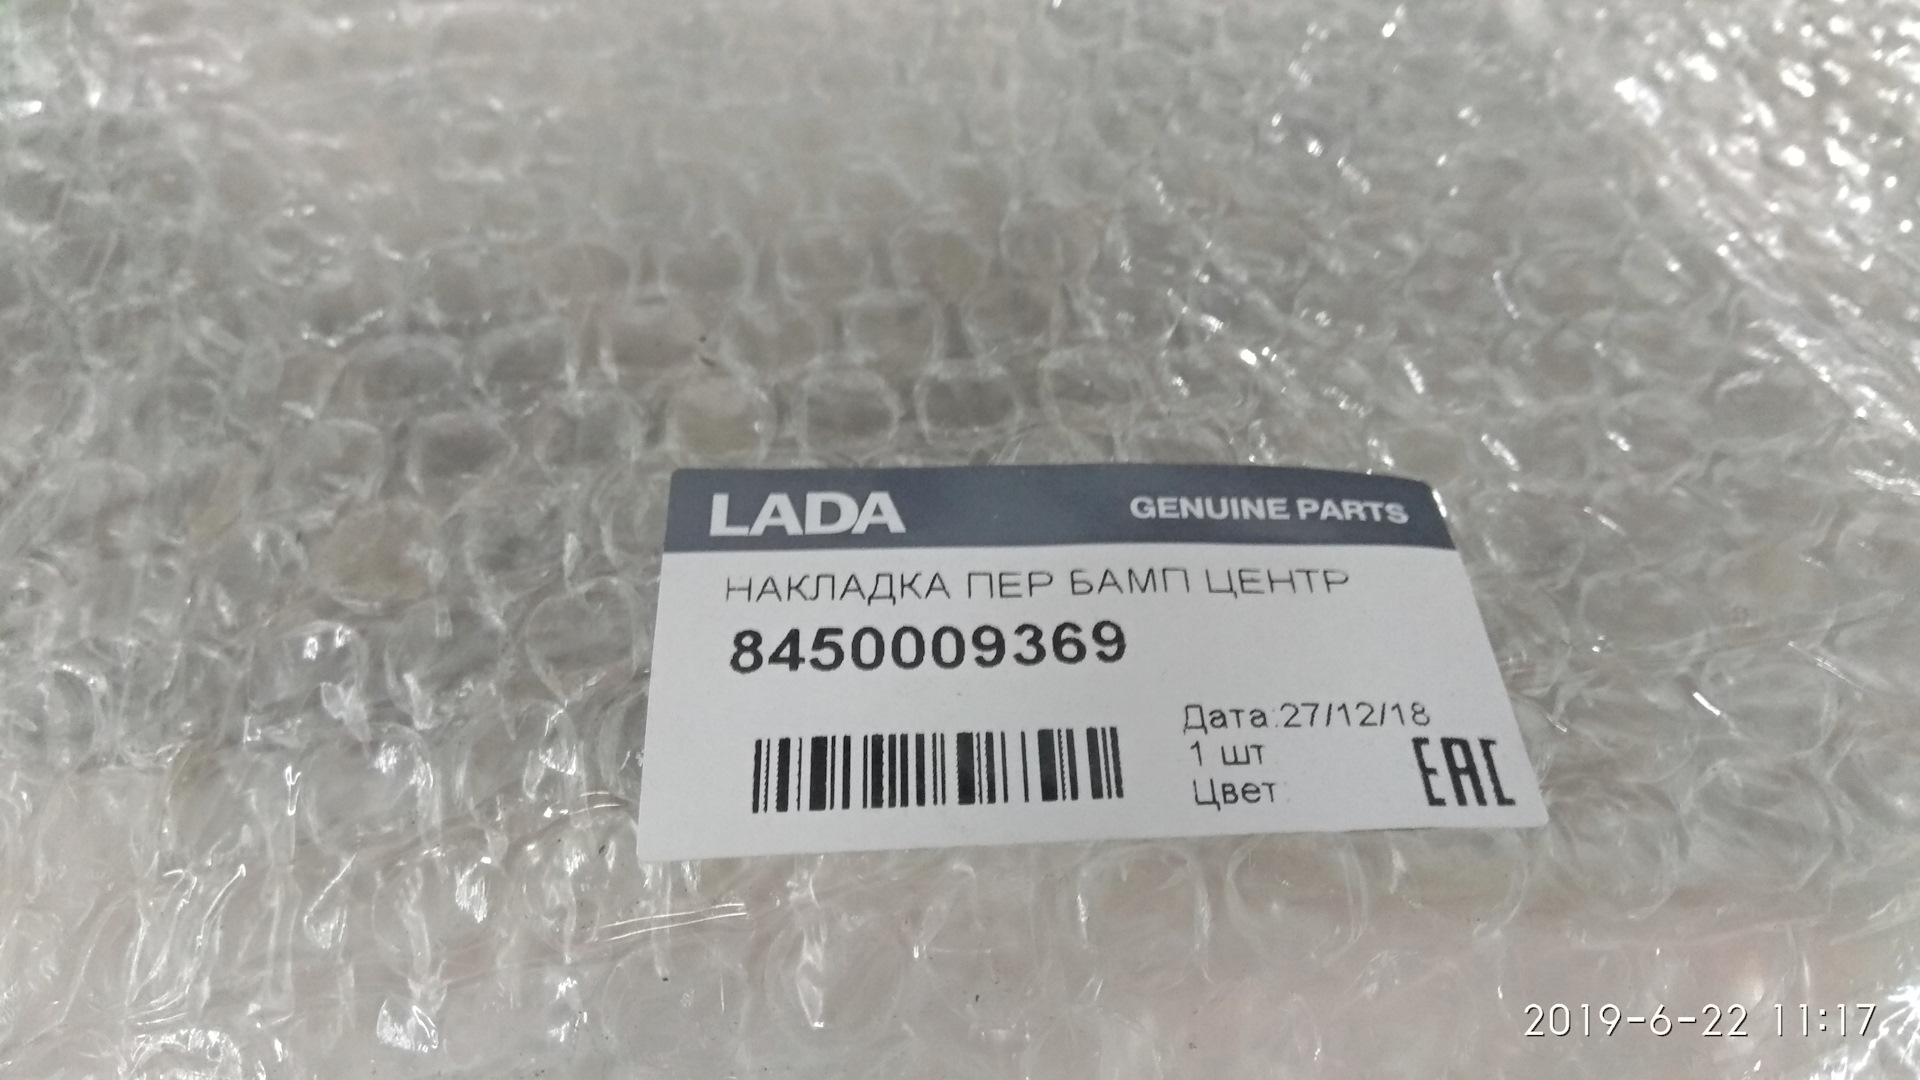 LADA GENUINE PARTS
НАКЛАДКА ПЕР БАМП ЦЕНТР
8450009369
Дата:27/12/18
1 шт
Цвет:
EAC
2019-6-22 11:17